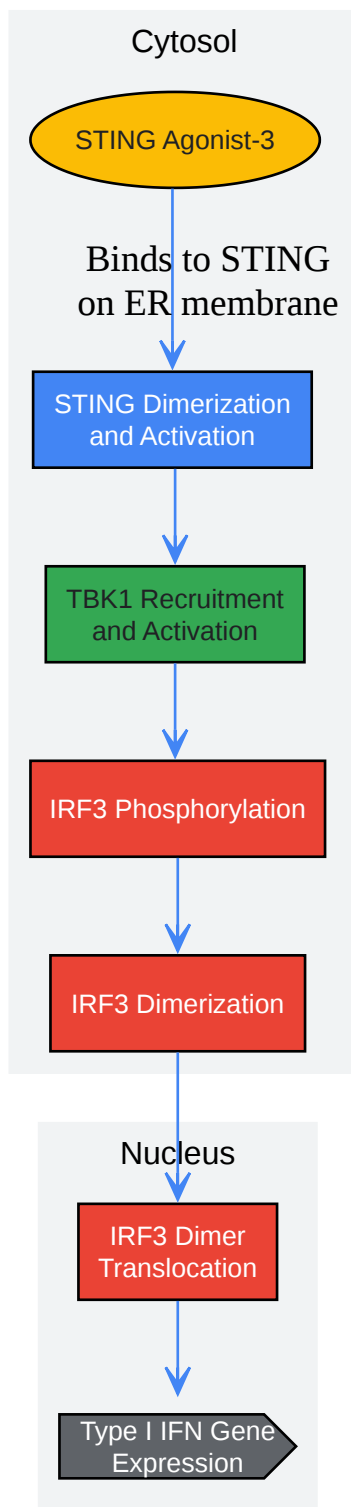 Cytosol
STING Agonist-3
Binds to STING
on ER membrane
STING Dimerization
and Activation
TBK1 Recruitment
and Activation
IRF3 Phosphorylation
IRF3 Dimerization
Nucleus
IRF3 Dimer
Translocation
Type I IFN Gene
Expression